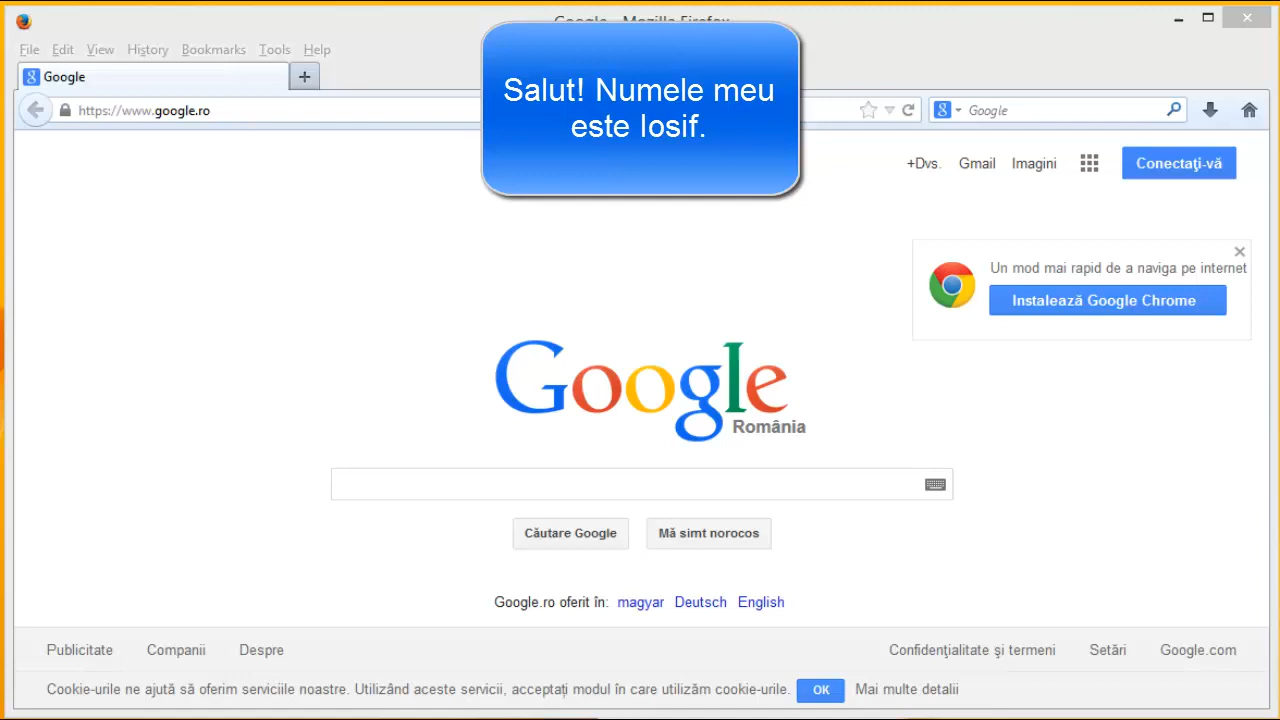 Google - Mozilla Firefox
File Edit View History Bookmarks Tools Help
Google
https://www.google.ro
Google
Salut! Numele meu
este Iosif.
+Dvs. Gmail Imagini Conectaţi-vă
Un mod mai rapid de a naviga pe internet
Instalează Google Chrome
Google
România
Căutare Google Mă simt norocos
Google.ro oferit în: magyar Deutsch English
Publicitate Companii Despre Confidenţialitate şi termeni Setări Google.com
Cookie-urile ne ajută să oferim serviciile noastre. Utilizând aceste servicii, acceptați modul în care utilizăm cookie-urile. OK Mai multe detalii